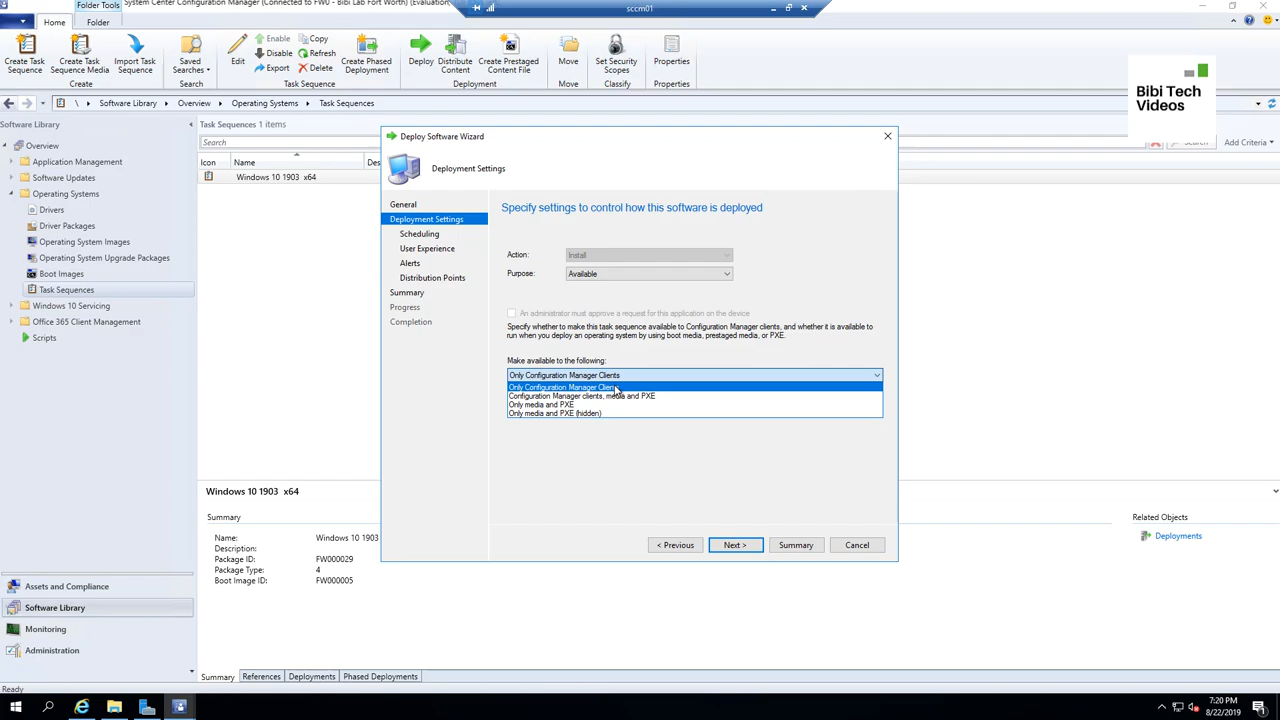 Folder Tools
System Center Configuration Manager (Connected to FW0 - Bibi Lab Fort Worth) (Evaluation
sccm01
Home
Folder
Create Task Sequence
Create Task Sequence Media
Import Task Sequence
Create
Saved Searches
Search
Edit
Enable
Disable
Export
Copy
Refresh
Delete
Create Phased Deployment
Task Sequence
Deploy
Distribute Content
Create Prestaged Content File
Deployment
Move
Move
Set Security Scopes
Classify
Properties
Properties
Bibi Tech
Videos
\ Software Library Overview Operating Systems Task Sequences
Software Library
Overview
Application Management
Software Updates
Operating Systems
Drivers
Driver Packages
Operating System Images
Operating System Upgrade Packages
Boot Images
Task Sequences
Windows 10 Servicing
Office 365 Client Management
Scripts
Assets and Compliance
Software Library
Monitoring
Administration
Ready
Task Sequences 1 items
Search
Search
Add Criteria
Icon Name Des
Windows 10 1903 x64
Deploy Software Wizard
Deployment Settings
General
Deployment Settings
Scheduling
User Experience
Alerts
Distribution Points
Summary
Progress
Completion
Specify settings to control how this software is deployed
Action: Install
Purpose: Available
An administrator must approve a request for this application on the device
Specify whether to make this task sequence available to Configuration Manager clients, and whether it is available to
run when you deploy an operating system by using boot media, prestaged media, or PXE.
Make available to the following:
Only Configuration Manager Clients
Only Configuration Manager Clients
Configuration Manager clients, media and PXE
Only media and PXE
Only media and PXE (hidden)
< Previous
Next >
Summary
Cancel
Windows 10 1903 x64
Summary
Name: Windows 10 1903
Description:
Package ID: FW000029
Package Type: 4
Boot Image ID: FW000005
Related Objects
Deployments
Summary References Deployments Phased Deployments
7:20 PM
8/22/2019
1